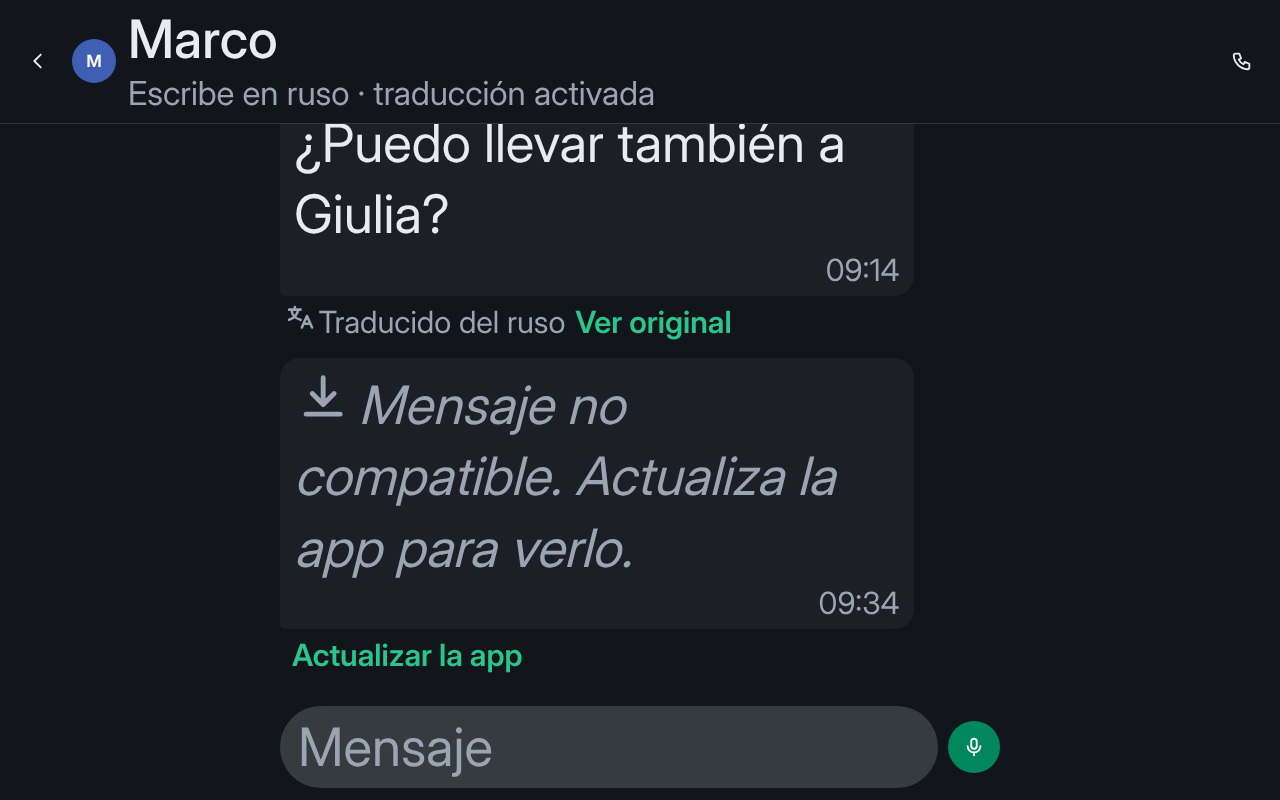 Marco
M
Escribe en ruso · traducción activada
¿Puedo llevar también a
Giulia?
09:14
Traducido del ruso Ver original
Mensaje no
compatible. Actualiza la
app para verlo.
09:34
Actualizar la app
Mensaje